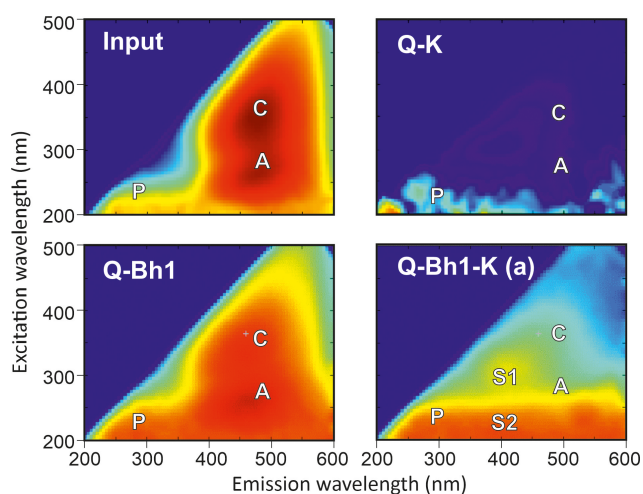 Input
Q-K
C
C
A
A
P
P
500
400
300
200
Q-Bh1
Q-Bh1-K (a)
C
C
S1
A
A
P
P
S2
500
400
300
200
200 300 400 500 600
200 300 400 500 600
Excitation wavelength (nm)
Emission wavelength (nm)